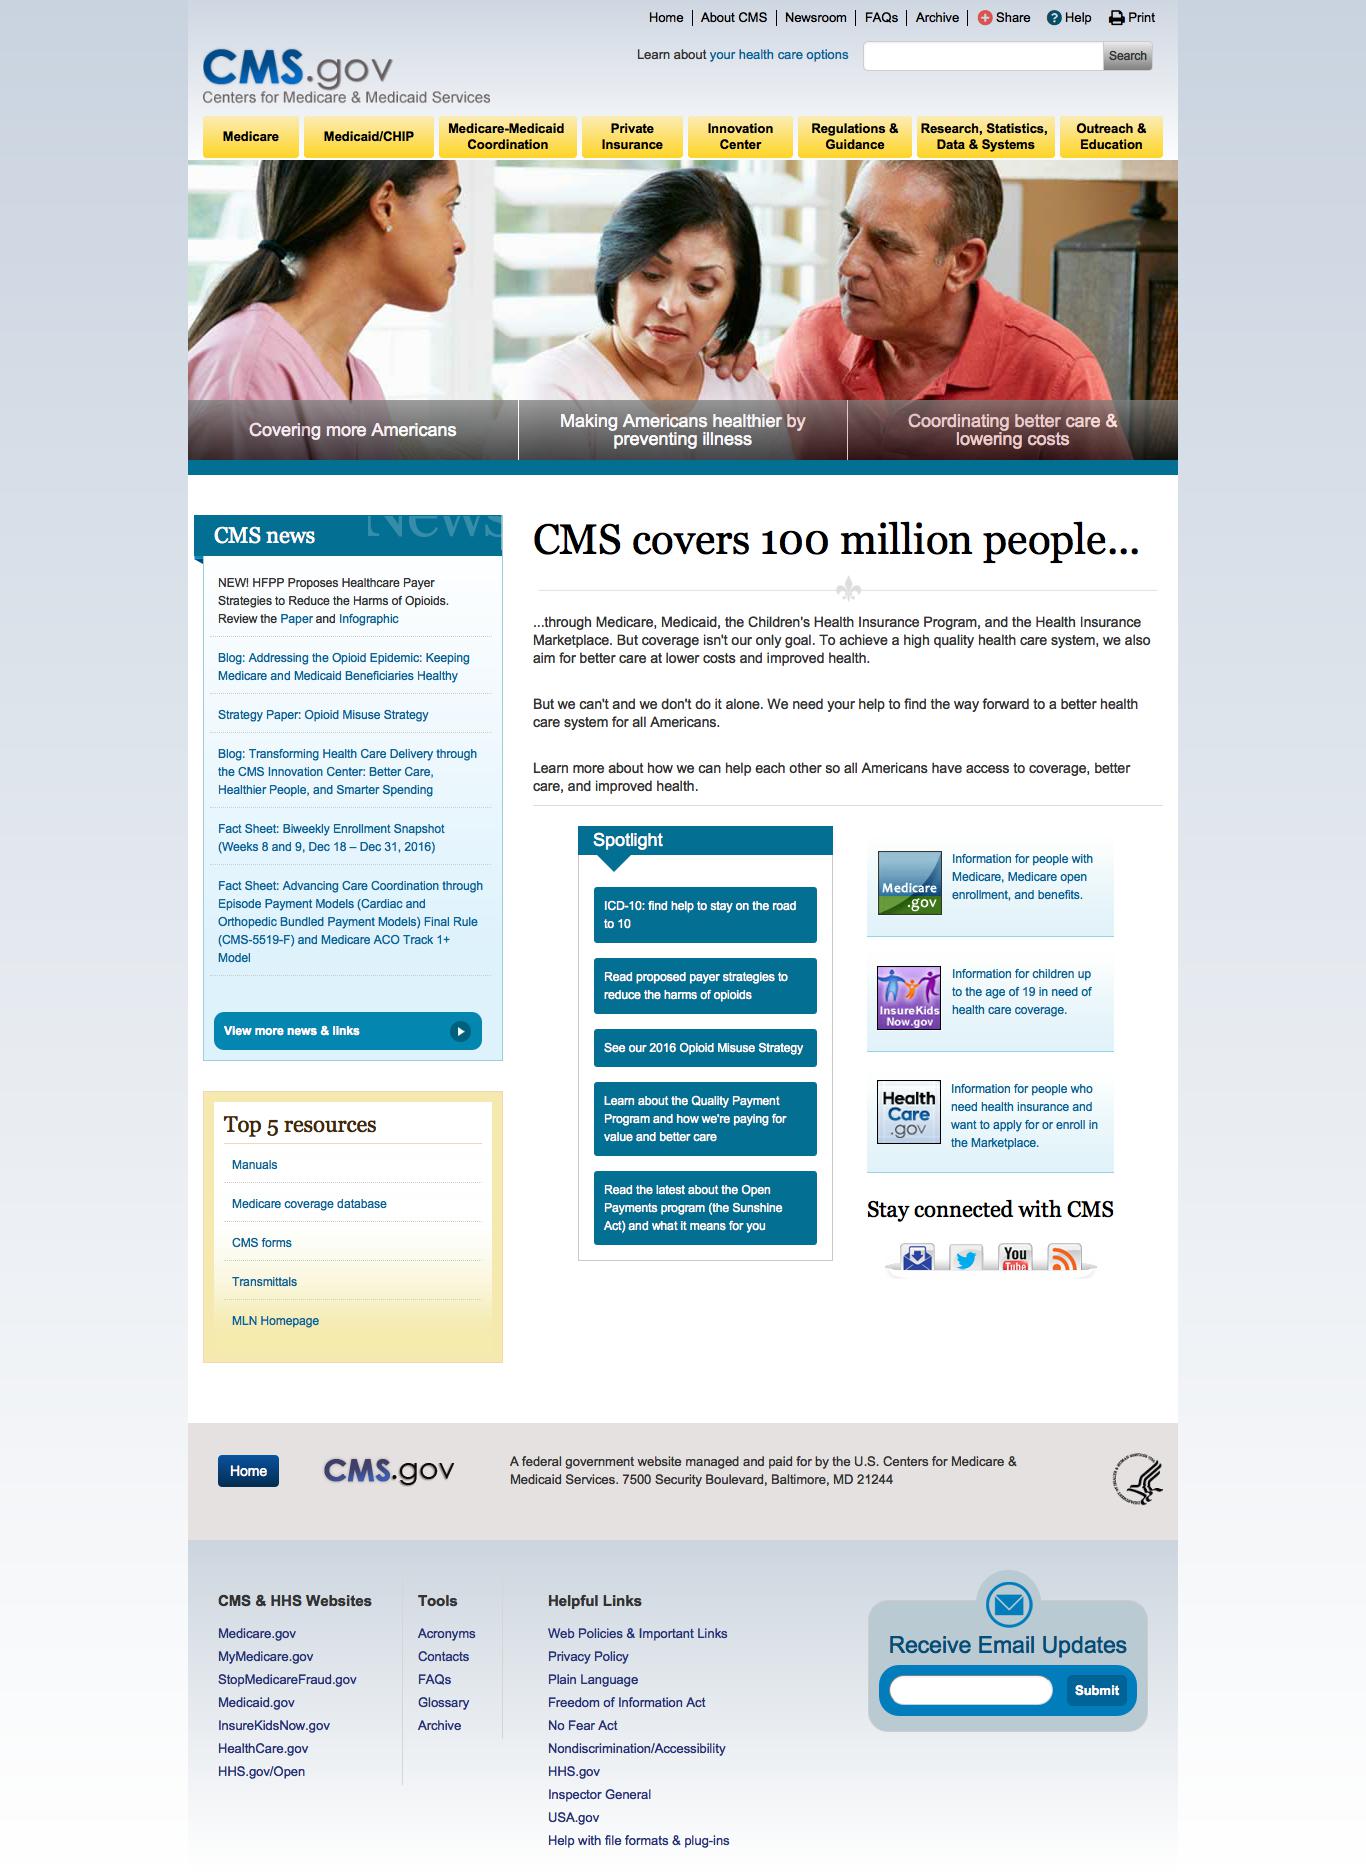 Home
About CMS
Newsroom
FAQs
Archive
Share
Help
Print
Learn about your health care options
Search
CMS.gov
Centers for Medicare & Medicaid Services
Medicare
Medicaid/CHIP
Medicare-Medicaid
Coordination
Private
Insurance
Innovation
Center
Regulations &
Guidance
Research, Statistics,
Data & Systems
Outreach &
Education
Covering more Americans
Making Americans healthier by
preventing illness
Coordinating better care &
lowering costs
News
CMS news
NEW! HFPP Proposes Healthcare Payer
Strategies to Reduce the Harms of Opioids.
Review the Paper and Infographic
Blog: Addressing the Opioid Epidemic: Keeping
Medicare and Medicaid Beneficiaries Healthy
Strategy Paper: Opioid Misuse Strategy
Blog: Transforming Health Care Delivery through
the CMS Innovation Center: Better Care,
Healthier People, and Smarter Spending
Fact Sheet: Biweekly Enrollment Snapshot
(Weeks 8 and 9, Dec 18 – Dec 31, 2016)
Fact Sheet: Advancing Care Coordination through
Episode Payment Models (Cardiac and
Orthopedic Bundled Payment Models) Final Rule
(CMS-5519-F) and Medicare ACO Track 1+
Model
View more news & links
Top 5 resources
Manuals
Medicare coverage database
CMS forms
Transmittals
MLN Homepage
CMS covers 100 million people...
...through Medicare, Medicaid, the Children's Health Insurance Program, and the Health Insurance
Marketplace. But coverage isn't our only goal. To achieve a high quality health care system, we also
aim for better care at lower costs and improved health.
But we can't and we don't do it alone. We need your help to find the way forward to a better health
care system for all Americans.
Learn more about how we can help each other so all Americans have access to coverage, better
care, and improved health.
Spotlight
ICD-10: find help to stay on the road
to 10
Read proposed payer strategies to
reduce the harms of opioids
See our 2016 Opioid Misuse Strategy
Learn about the Quality Payment
Program and how we're paying for
value and better care
Read the latest about the Open
Payments program (the Sunshine
Act) and what it means for you
Medicare
.gov
Information for people with
Medicare, Medicare open
enrollment, and benefits.
InsureKids
Now.gov
Information for children up
to the age of 19 in need of
health care coverage.
Health
Care
.gov
Information for people who
need health insurance and
want to apply for or enroll in
the Marketplace.
Stay connected with CMS
You
Tube
Home
CMS.gov
A federal government website managed and paid for by the U.S. Centers for Medicare &
Medicaid Services. 7500 Security Boulevard, Baltimore, MD 21244
CMS & HHS Websites
Medicare.gov
MyMedicare.gov
StopMedicareFraud.gov
Medicaid.gov
InsureKidsNow.gov
HealthCare.gov
HHS.gov/Open
Tools
Acronyms
Contacts
FAQs
Glossary
Archive
Helpful Links
Web Policies & Important Links
Privacy Policy
Plain Language
Freedom of Information Act
No Fear Act
Nondiscrimination/Accessibility
HHS.gov
Inspector General
USA.gov
Help with file formats & plug-ins
Receive Email Updates
Submit